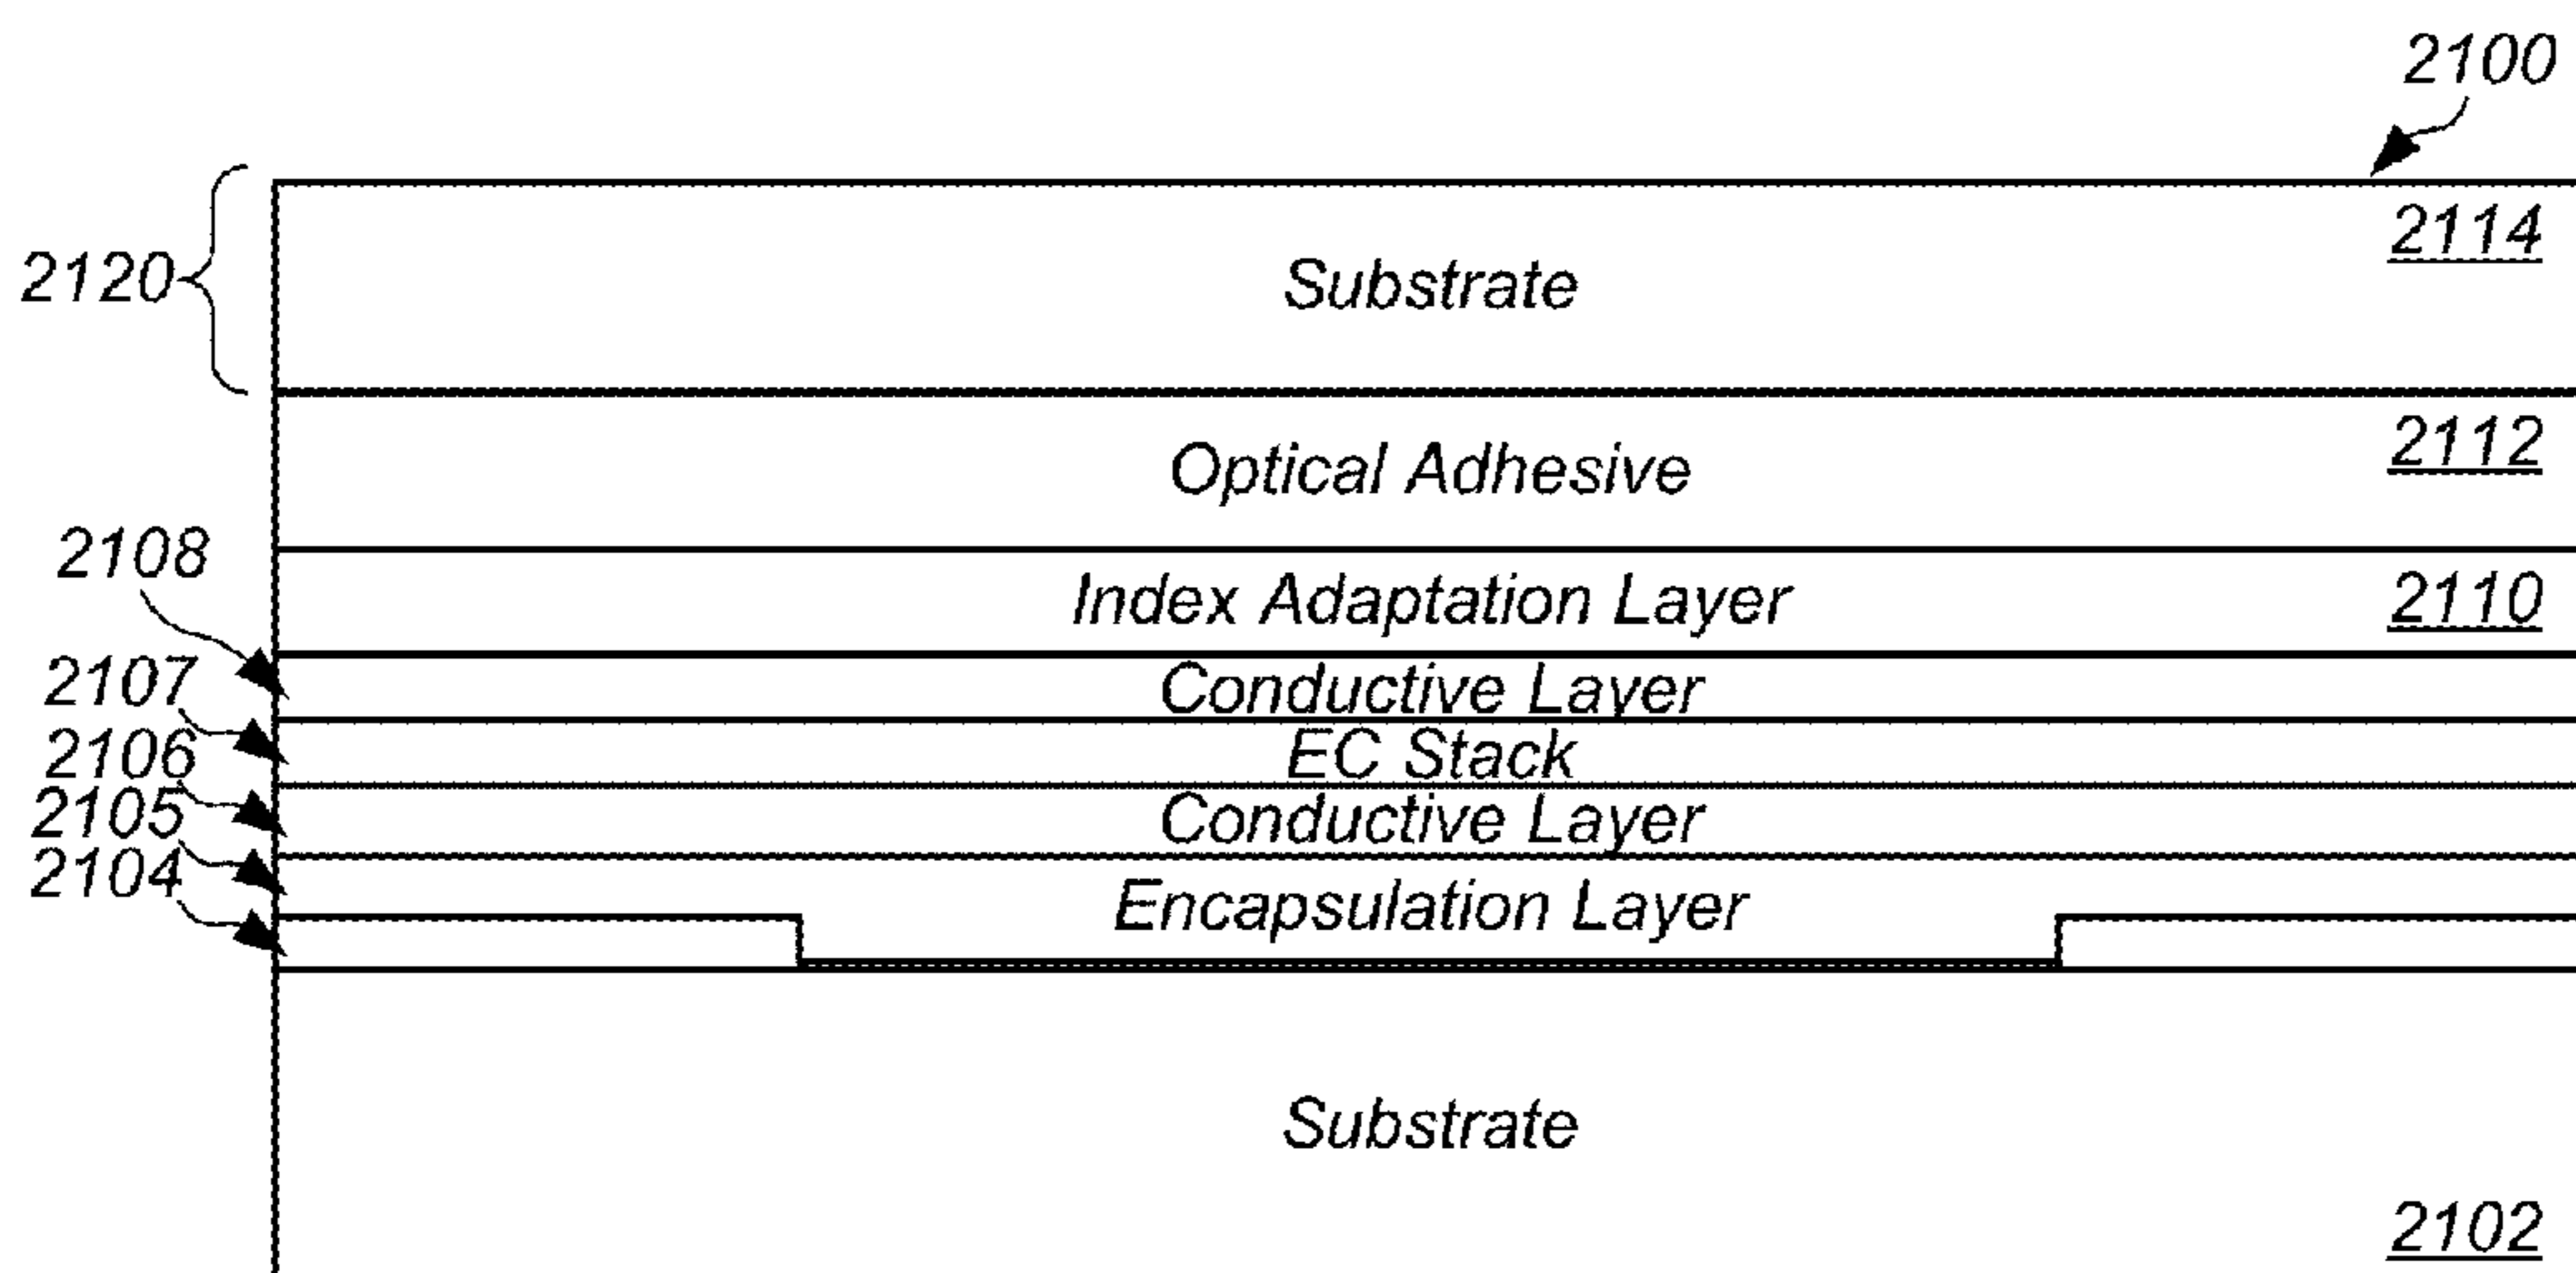 2100
2114
2120
Substrate
2112
Optical Adhesive
2108
Index Adaptation Layer
2110
2107
Conductive Layer
2106
EC Stack
2105
Conductive Layer
2104
Encapsulation Layer
Substrate
2102